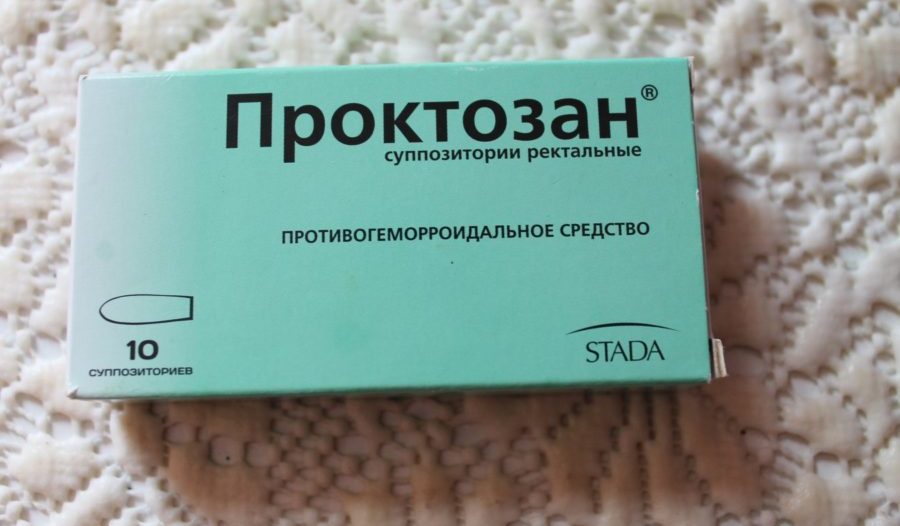 Проктозан®
суппозитории ректальные
ПРОТИВОГЕМОРРОИДАЛЬНОЕ СРЕДСТВО
10
СУППОЗИТОРИЕВ
STADA